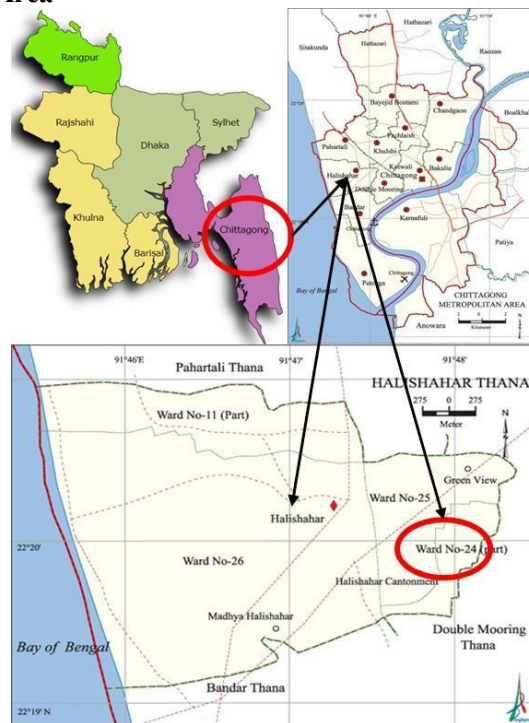 Area
Rangpur
Rajshahi
Dhaka
Sylhet
Khulna
Barisal
Chittagong
Hathazari
Sitakunda
Hathazari
Bayejid Bostami
Chandgaon
Panchlaish
Pahartali
Khulshi
Kotwali
Bakalia
Halishahar
Chittagong
Double Mooring
Bandar
Karnafuli
Patiya
Chittagong
Patenga
Bay of Bengal
Anowara
CHITTAGONG
METROPOLITAN AREA
Kilometer
91°46'E
91°47'
91°48'
Pahartali Thana
HALISHAHAR THANA
275 0 275
Meter
Ward No-11 (Part)
Green View
Ward No-25
Halishahar
22°20'
Ward No-24 (part)
Ward No-26
Halishahar Cantonment
Madhya Halishahar
Bay of Bengal
Double Mooring
Thana
Bandar Thana
22°19' N